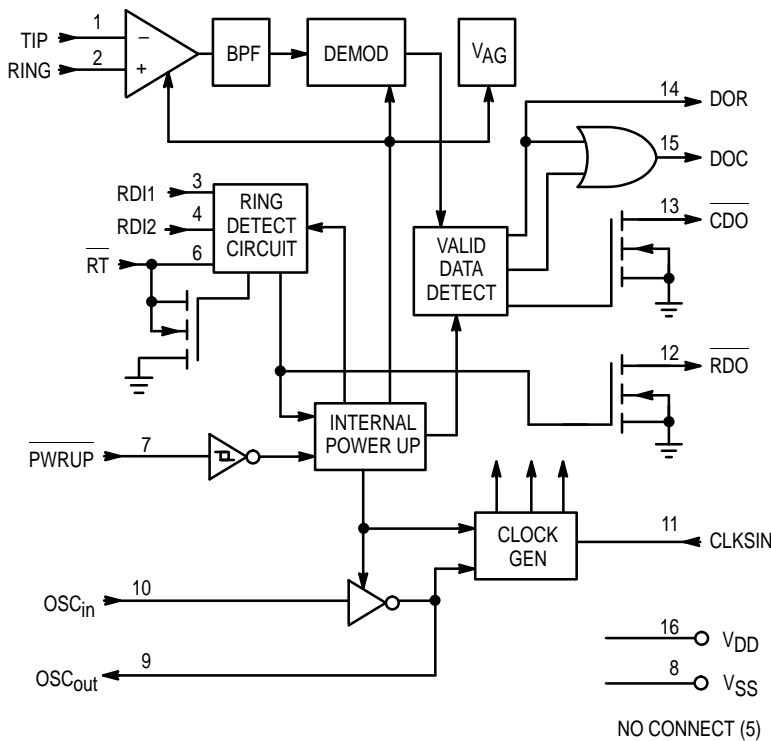 TIP
1
−
RING
2
+
BPF
DEMOD
VAG
14
DOR
15
DOC
RDI1
3
RDI2
4
RT
6
RING
DETECT
CIRCUIT
VALID
DATA
DETECT
13
CDO
12
RDO
PWRUP
7
INTERNAL
POWER UP
CLOCK
GEN
11
CLKSIN
OSCin
10
OSCout
9
16
VDD
8
VSS
NO CONNECT (5)